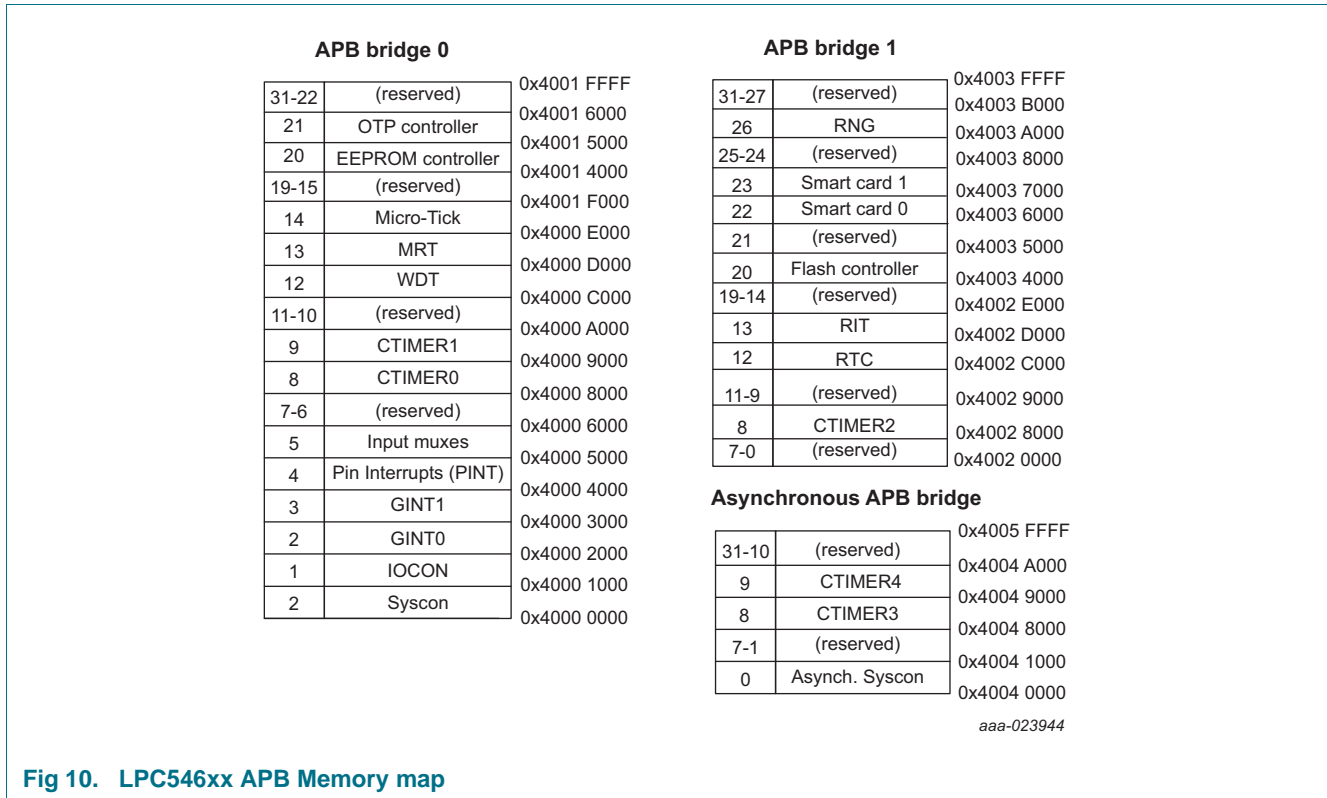 APB bridge 0
0x4001 FFFF
31-22 (reserved)
0x4001 6000
21 OTP controller
0x4001 5000
20 EEPROM controller
0x4001 4000
19-15 (reserved)
0x4001 F000
14 Micro-Tick
0x4000 E000
13 MRT
0x4000 D000
12 WDT
0x4000 C000
11-10 (reserved)
0x4000 A000
9 CTIMER1
0x4000 9000
8 CTIMER0
0x4000 8000
7-6 (reserved)
0x4000 6000
5 Input muxes
0x4000 5000
4 Pin Interrupts (PINT)
0x4000 4000
3 GINT1
0x4000 3000
2 GINT0
0x4000 2000
1 IOCON
0x4000 1000
2 Syscon
0x4000 0000
APB bridge 1
0x4003 FFFF
31-27 (reserved)
0x4003 B000
26 RNG
0x4003 A000
25-24 (reserved)
0x4003 8000
23 Smart card 1
0x4003 7000
22 Smart card 0
0x4003 6000
21 (reserved)
0x4003 5000
20 Flash controller
0x4003 4000
19-14 (reserved)
0x4002 E000
13 RIT
0x4002 D000
12 RTC
0x4002 C000
11-9 (reserved)
0x4002 9000
8 CTIMER2
0x4002 8000
7-0 (reserved)
0x4002 0000
Asynchronous APB bridge
0x4005 FFFF
31-10 (reserved)
0x4004 A000
9 CTIMER4
0x4004 9000
8 CTIMER3
0x4004 8000
7-1 (reserved)
0x4004 1000
0 Asynch. Syscon
0x4004 0000
aaa-023944
Fig 10. LPC546xx APB Memory map